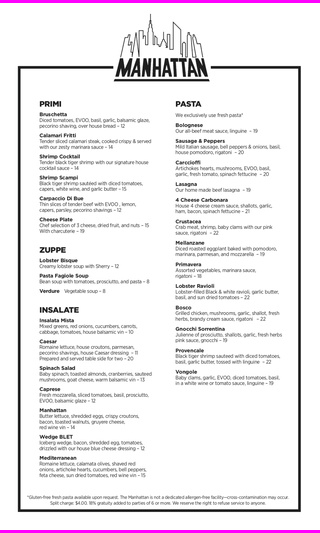 MANHATTAN
PRIMI
Bruschetta
Diced tomatoes, EVOO, basil, garlic, balsamic glaze,
pecorino shaving, over house bread – 12
Calamari Fritti
Tender sliced calamari steak, cooked crispy & served
with our zesty marinara sauce – 14
Shrimp Cocktail
Tender black tiger shrimp with our signature house
cocktail sauce – 14
Shrimp Scampi
Black tiger shrimp sautéed with diced tomatoes,
capers, white wine, and garlic butter – 15
Carpaccio Di Bue
Thin slices of tender beef with EVOO, lemon,
capers, parsley, pecorino shavings – 12
Cheese Plate
Chef selection of 3 cheese, dried fruit, and nuts – 15
With charcuterie – 19
ZUPPE
Lobster Bisque
Creamy lobster soup with Sherry – 12
Pasta Fagiole Soup
Bean soup with tomatoes, prosciutto, and pasta – 8
Verdure Vegetable soup – 8
INSALATE
Insalata Mista
Mixed greens, red onions, cucumbers, carrots,
cabbage, tomatoes, house balsamic vin – 10
Caesar
Romaine lettuce, house croutons, parmesan,
pecorino shavings, house Caesar dressing – 11
Prepared and served table side for two – 20
Spinach Salad
Baby spinach, toasted almonds, cranberries, sauteed
mushrooms, goat cheese, warm balsamic vin – 13
Caprese
Fresh mozzarella, sliced tomatoes, basil, prosciutto,
EVOO, balsamic glaze – 12
Manhattan
Butter lettuce, shredded eggs, crispy croutons,
bacon, toasted walnuts, gruyere cheese,
red wine vin – 14
Wedge BLET
Iceberg wedge, bacon, shredded egg, tomatoes,
drizzled with our house blue cheese dressing – 12
Mediterranean
Romaine lettuce, calamata olives, shaved red
onions, artichoke hearts, cucumbers, bell peppers,
feta cheese, sun dried tomatoes, red wine vin – 15
PASTA
We exclusively use fresh pasta*
Bolognese
Our all-beef meat sauce, linguine – 19
Sausage & Peppers
Mild Italian sausage, bell peppers & onions, basil,
house pomodoro, rigatoni – 20
Carcioffi
Artichokes hearts, mushrooms, EVOO, basil,
garlic, fresh tomato, spinach fettucine – 20
Lasagna
Our home made beef lasagna – 19
4 Cheese Carbonara
House 4 cheese cream sauce, shallots, garlic,
ham, bacon, spinach fettucine – 21
Crustacea
Crab meat, shrimp, baby clams with our pink
sauce, rigatoni – 22
Mellanzane
Diced roasted eggplant baked with pomodoro,
marinara, parmesan, and mozzarella – 19
Primavera
Assorted vegetables, marinara sauce,
rigatoni – 18
Lobster Ravioli
Lobster-filled Black & white ravioli, garlic butter,
basil, and sun dried tomatoes – 22
Bosco
Grilled chicken, mushrooms, garlic, shallot, fresh
herbs, brandy cream sauce, rigatoni – 22
Gnocchi Sorrentina
Julienne of prosciutto, shallots, garlic, fresh herbs
pink sauce, gnocchi – 19
Provencale
Black tiger shrimp sauteed with diced tomatoes,
basil, garlic butter, tossed with linguine – 22
Vongole
Baby clams, garlic, EVOO, diced tomatoes, basil,
in a white wine or tomato sauce, linguine – 19
*Gluten-free fresh pasta available upon request. The Manhattan is not a dedicated allergen-free facility—cross-contamination may occur.
Split charge: $4.00. 18% gratuity added to parties of 6 or more. We reserve the right to refuse service to anyone.